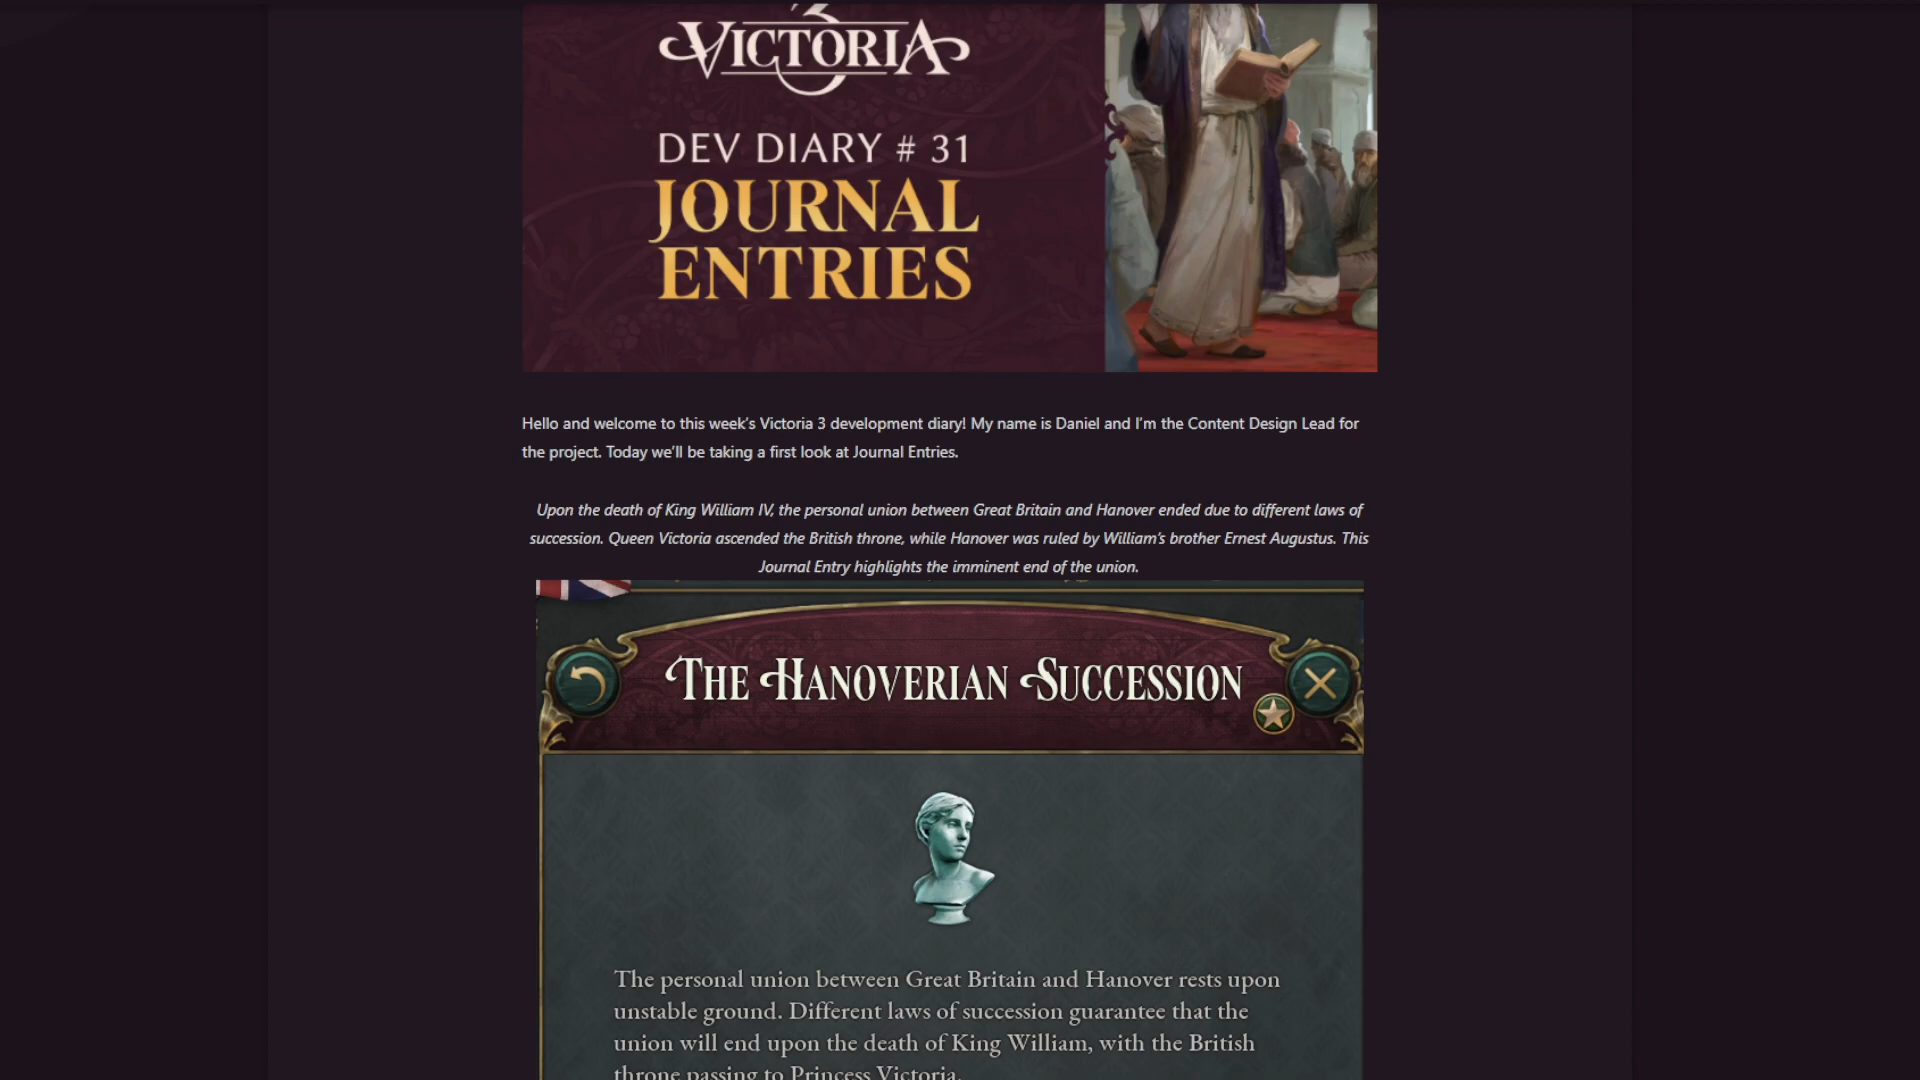 VICTORIA
3
DEV DIARY # 31
JOURNAL
ENTRIES
Hello and welcome to this week’s Victoria 3 development diary! My name is Daniel and I’m the Content Design Lead for
the project. Today we’ll be taking a first look at Journal Entries.
Upon the death of King William IV, the personal union between Great Britain and Hanover ended due to different laws of
succession. Queen Victoria ascended the British throne, while Hanover was ruled by William’s brother Ernest Augustus. This
Journal Entry highlights the imminent end of the union.
The Hanoverian Succession
The personal union between Great Britain and Hanover rests upon
unstable ground. Different laws of succession guarantee that the
union will end upon the death of King William, with the British
throne passing to Princess Victoria.